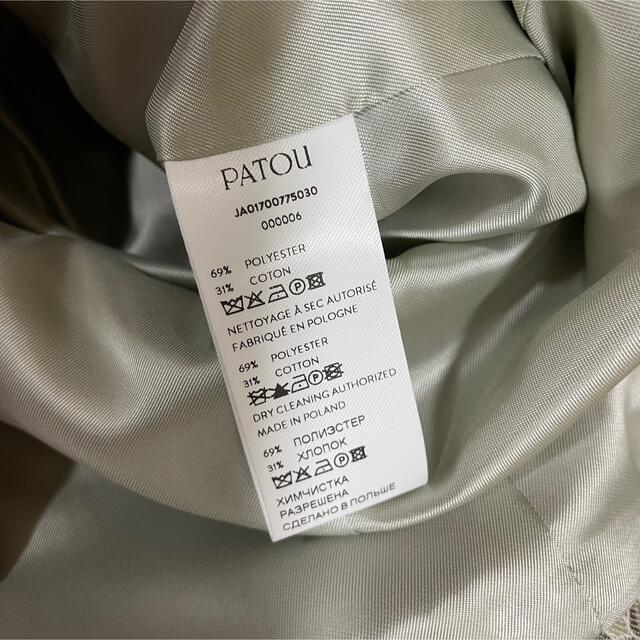 PATOU
JA01700775030
000006
69% POLYESTER
31% COTON
P
NETTOYAGE À SEC AUTORISÉ
FABRIQUÉ EN POLOGNE
69% POLYESTER
31% COTTON
P
DRY CLEANING AUTHORIZED
MADE IN POLAND
69% ПОЛИЭСТЕР
31% ХЛОПОК
P
ХИМЧИСТКА
РАЗРЕШЕНА
СДЕЛАНО В ПОЛЬШЕ